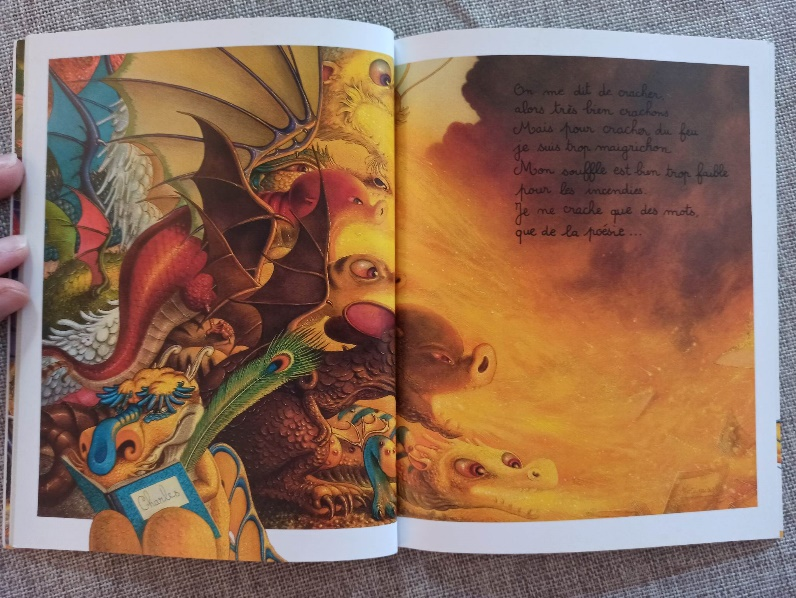 On me dit de cracher,
alors très bien crachons.
Mais pour cracher du feu
je suis trop maigrichon.
Mon souffle est bien trop faible
pour les incendies.
Je ne crache que des mots,
que de la poésie...
Charles